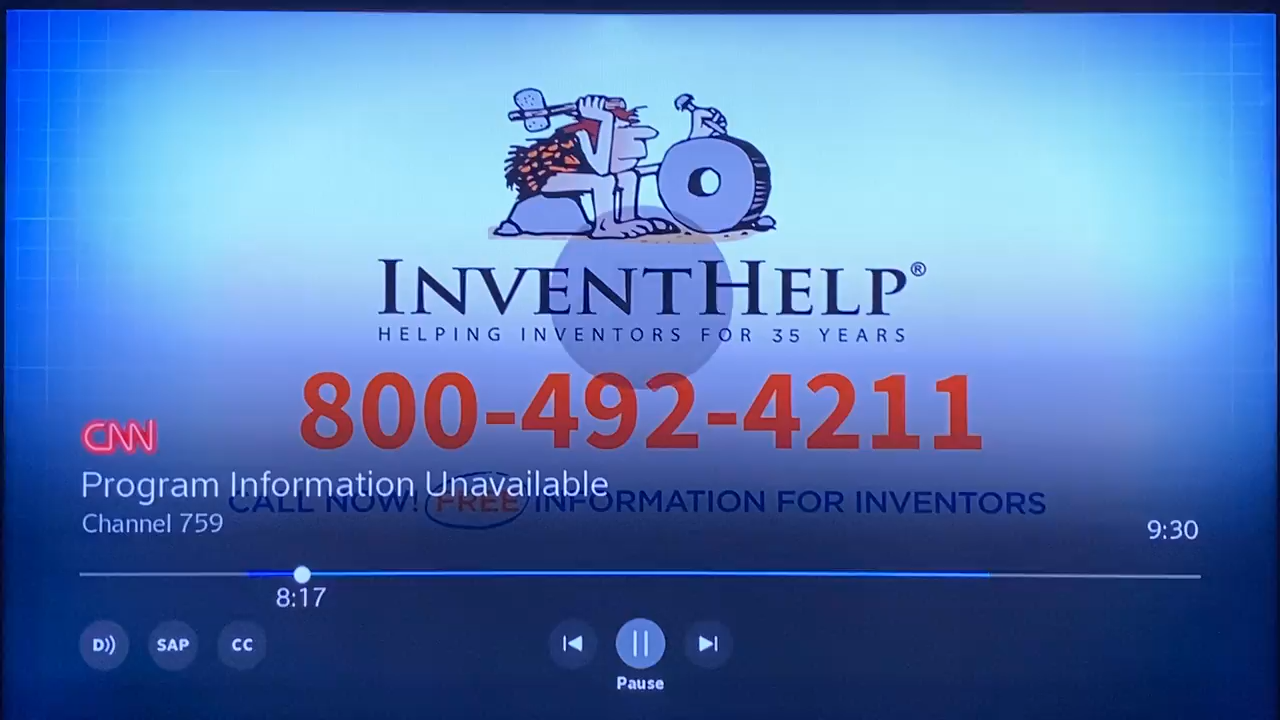 INVENTHELP®
HELPING INVENTORS FOR 35 YEARS
800-492-4211
CNN
Program Information Unavailable
CALL NOW! FREE INFORMATION FOR INVENTORS
Channel 759
9:30
8:17
D)) SAP CC
Pause